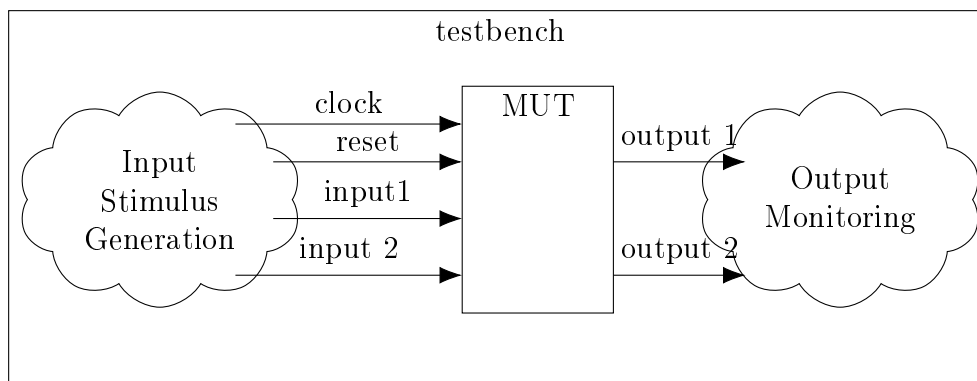 testbench
clock
reset
input1
input 2
MUT
output 1
output 2
Input
Stimulus
Generation
Output
Monitoring